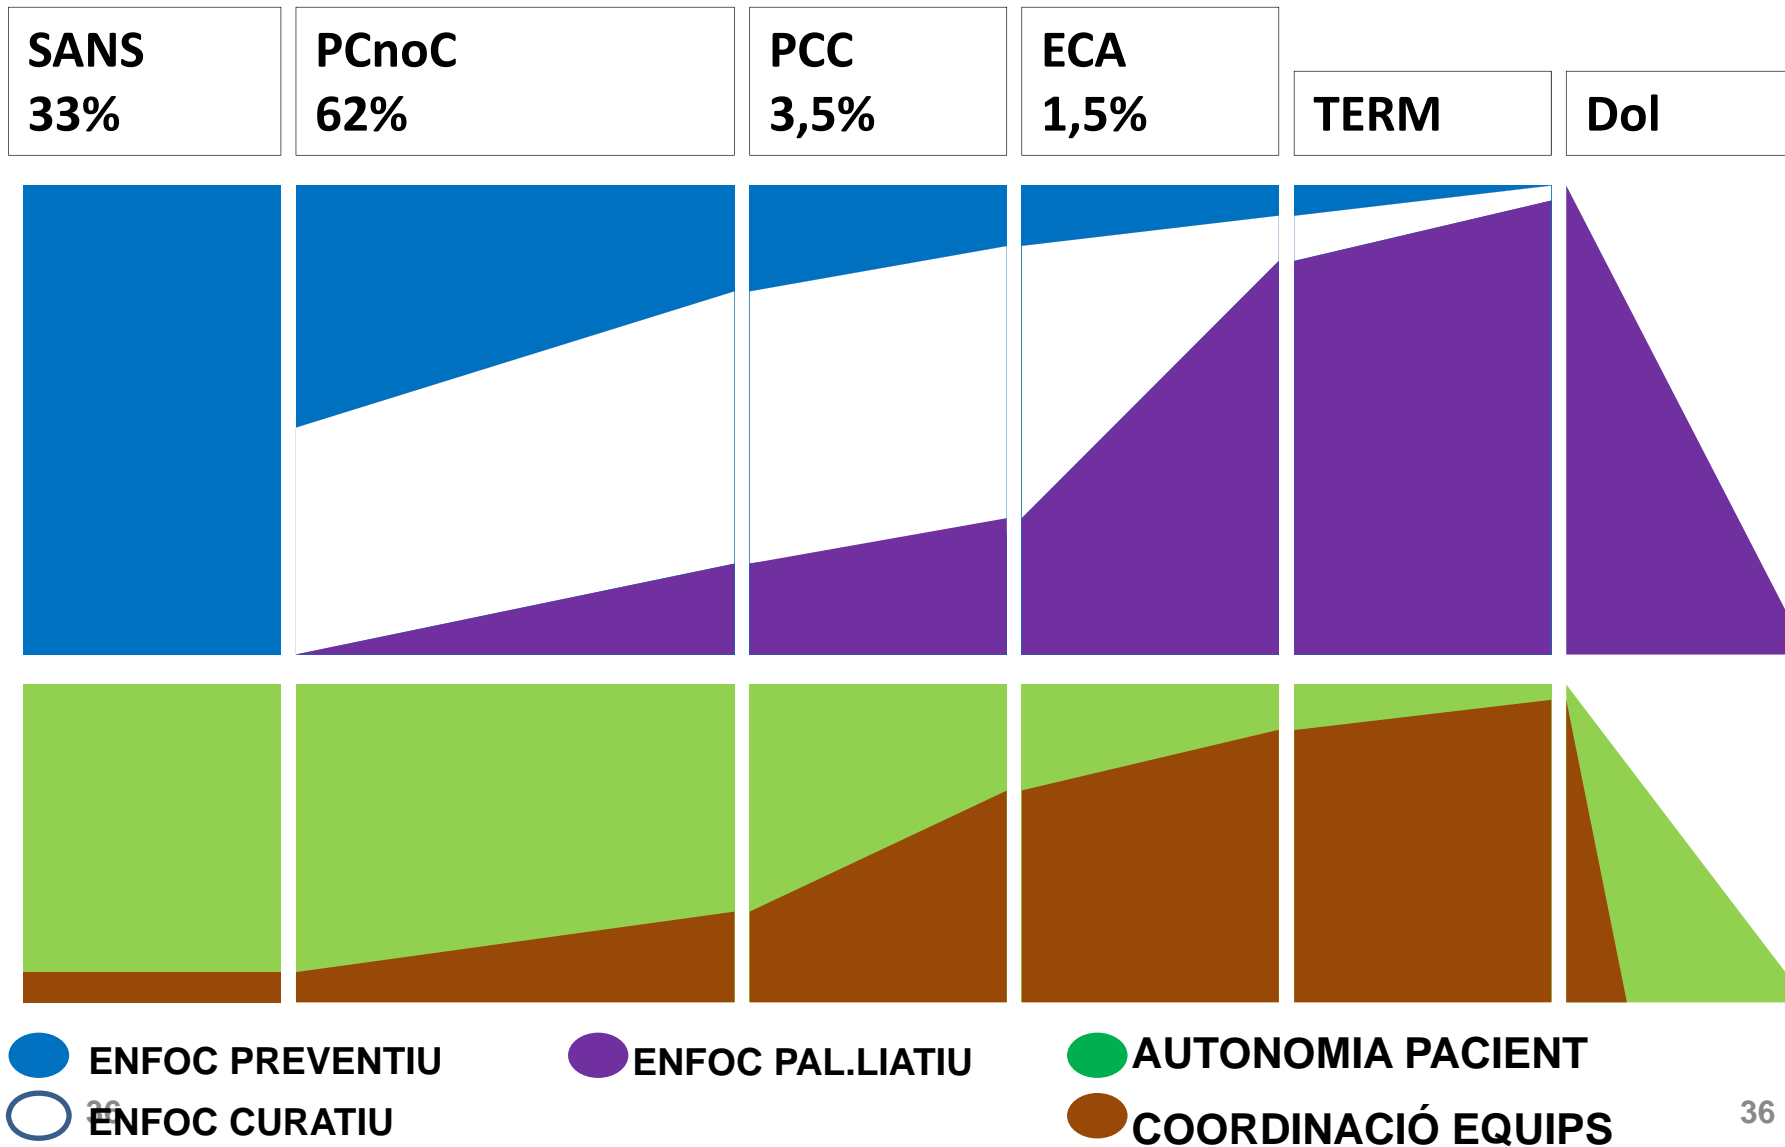 SANS
33%
PCnoC
62%
PCC
3,5%
ECA
1,5%
TERM
Dol
ENFOC PREVENTIU
ENFOC PAL.LIATIU
AUTONOMIA PACIENT
36
ENFOC CURATIU
COORDINACIÓ EQUIPS
36